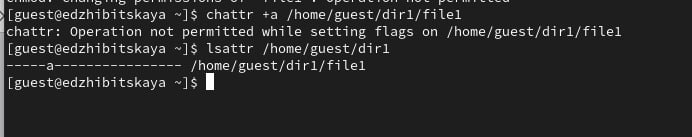 [guest@edzhibitskaya ~]$ chattr +a /home/guest/dir1/file1
chattr: Operation not permitted while setting flags on /home/guest/dir1/file1
[guest@edzhibitskaya ~]$ lsattr /home/guest/dir1
-----a---------------- /home/guest/dir1/file1
[guest@edzhibitskaya ~]$